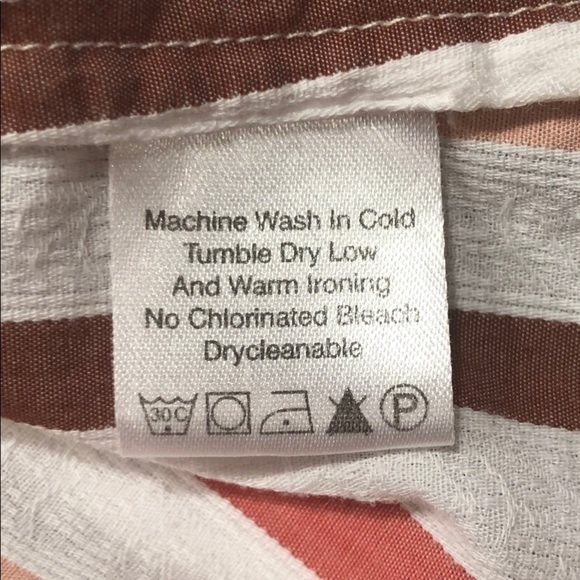 Machine Wash In Cold
Tumble Dry Low
And Warm Ironing
No Chlorinated Bleach
Drycleanable
30C P